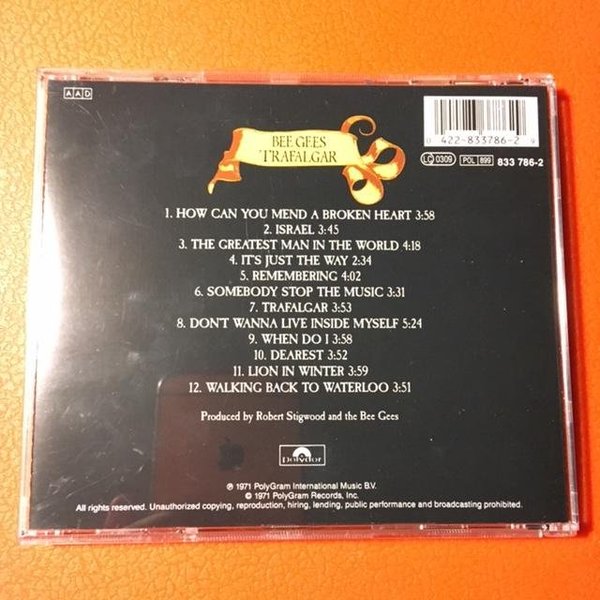 AAD
BEE GEES
TRAFALGAR
0 422-833786-2 9
LC 0309 POL 899 833 786-2
1. HOW CAN YOU MEND A BROKEN HEART 3:58
2. ISRAEL 3:45
3. THE GREATEST MAN IN THE WORLD 4:18
4. IT'S JUST THE WAY 2:34
5. REMEMBERING 4:02
6. SOMEBODY STOP THE MUSIC 3:31
7. TRAFALGAR 3:53
8. DON'T WANNA LIVE INSIDE MYSELF 5:24
9. WHEN DO I 3:58
10. DEAREST 3:52
11. LION IN WINTER 3:59
12. WALKING BACK TO WATERLOO 3:51
Produced by Robert Stigwood and the Bee Gees
polydor
℗ 1971 PolyGram International Music B.V.
© 1971 PolyGram Records, Inc.
All rights reserved. Unauthorized copying, reproduction, hiring, lending, public performance and broadcasting prohibited.